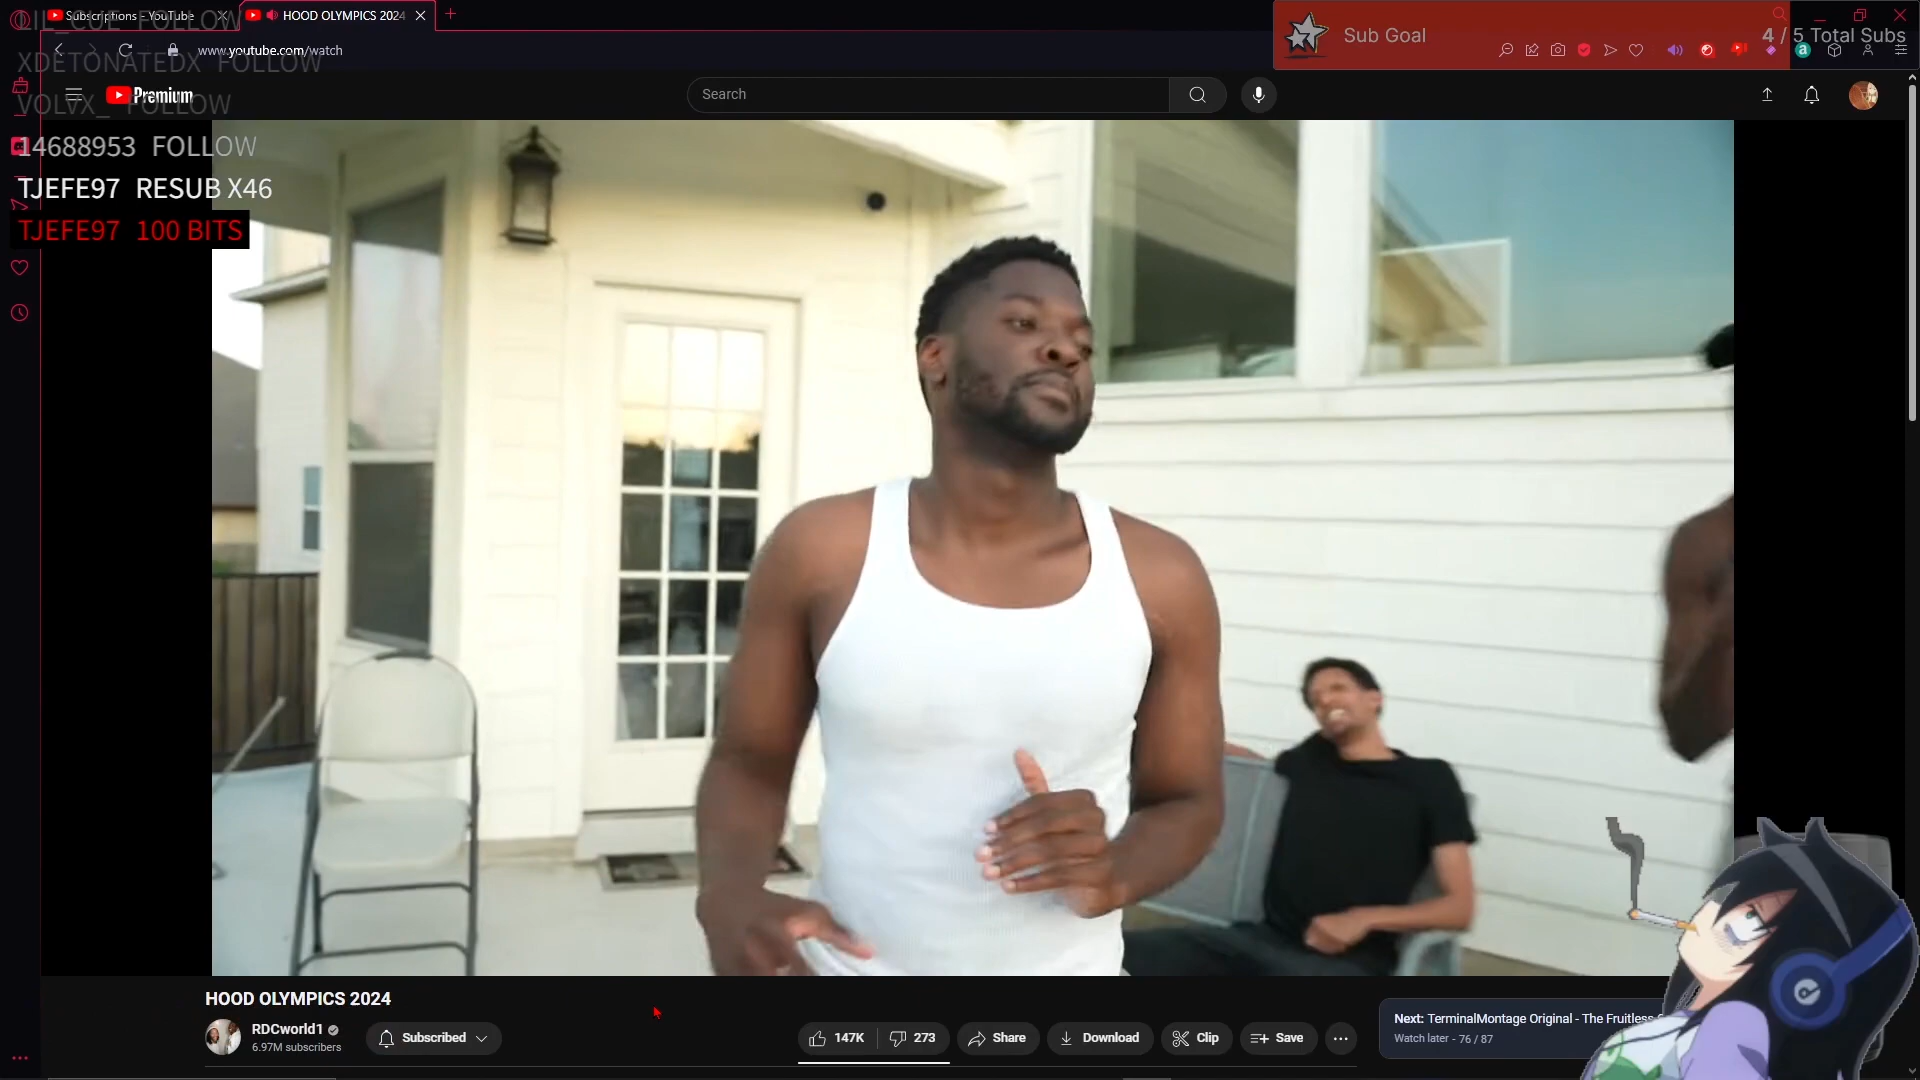 Subscriptions - YouTube
HOOD OLYMPICS 2024
LIL_CUE FOLLOW
www.youtube.com/watch
XDETONATEDX FOLLOW
Sub Goal
4 / 5 Total Subs
Premium
Search
VOLVX_ FOLLOW
14688953 FOLLOW
TJEFE97 RESUB X46
TJEFE97 100 BITS
HOOD OLYMPICS 2024
RDCworld1
6.97M subscribers
Subscribed
147K
273
Share
Download
Clip
Save
Next: TerminalMontage Original - The Fruitless
Watch later - 76 / 87